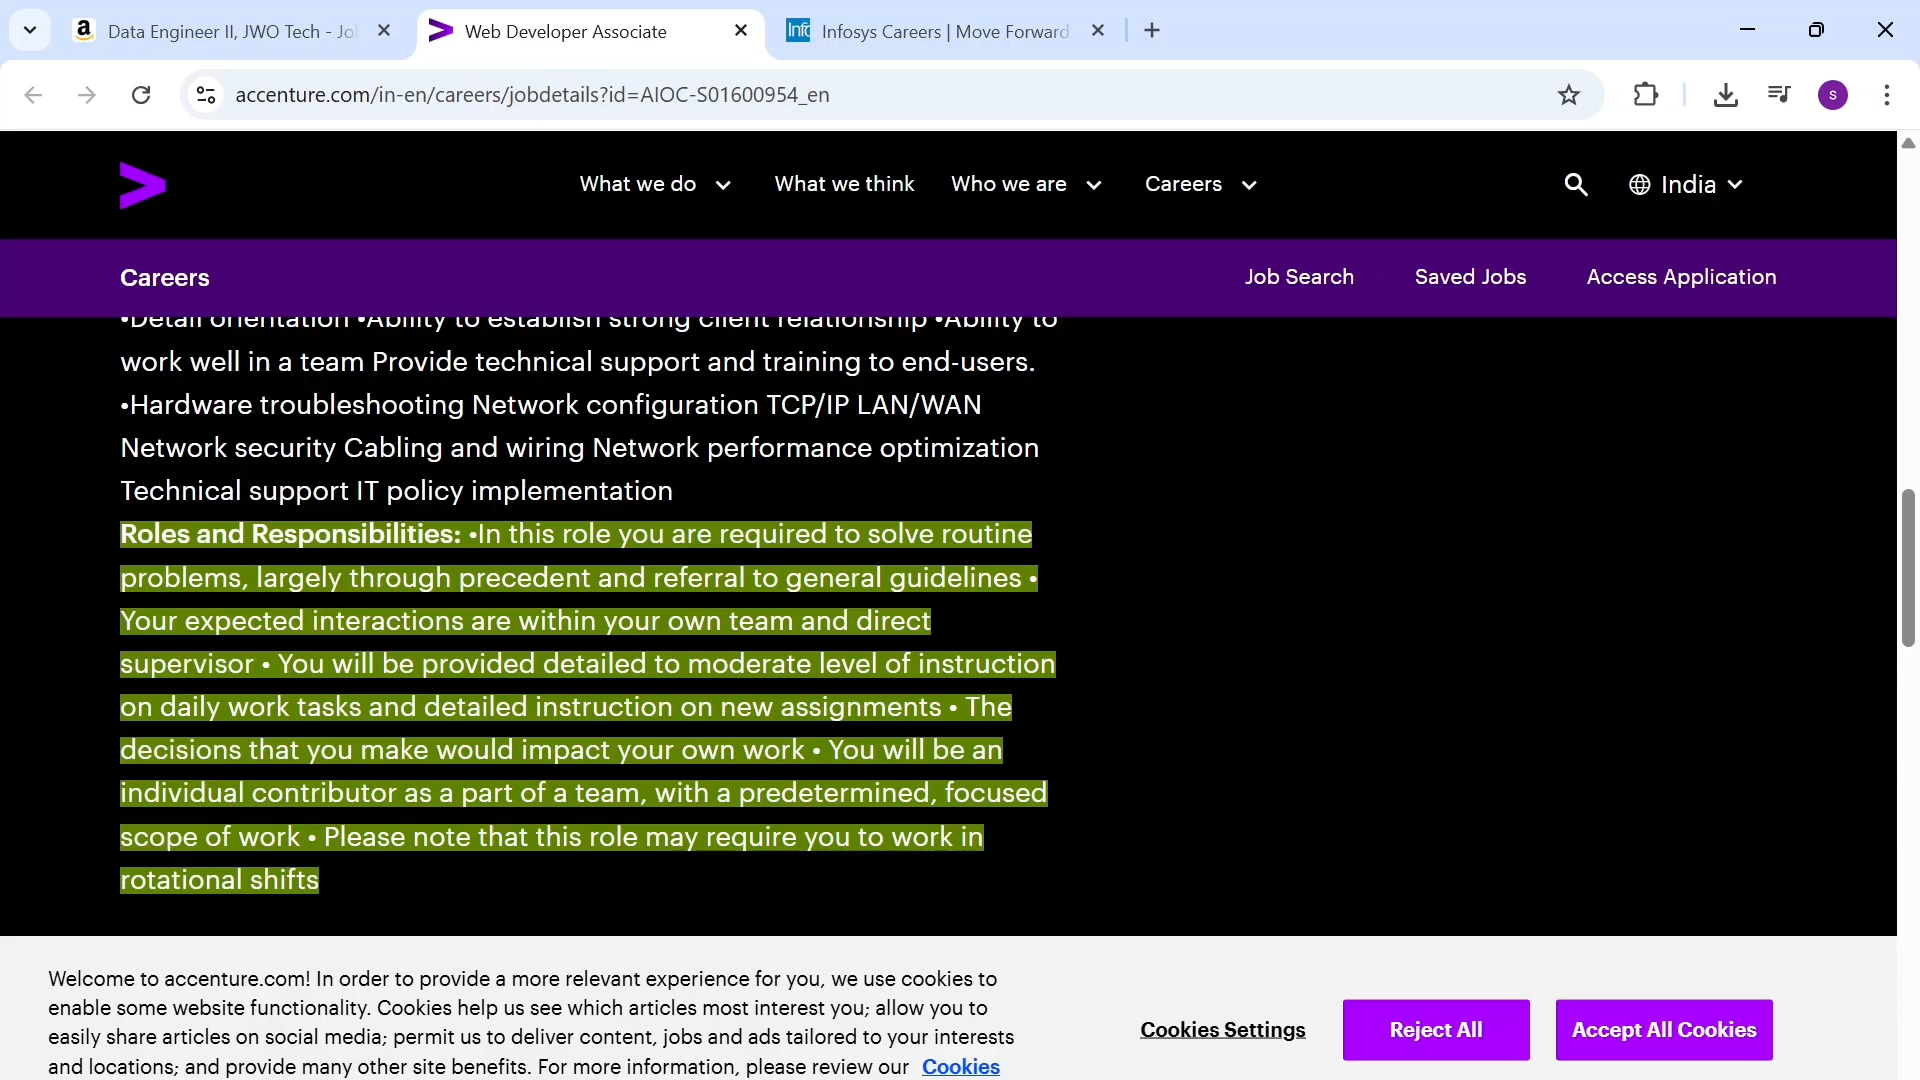 Data Engineer II, JWO Tech - Jo
Web Developer Associate
Infosys Careers | Move Forward
accenture.com/in-en/careers/jobdetails?id=AIOC-S01600954_en
s
What we do
What we think
Who we are
Careers
India
Careers
Job Search
Saved Jobs
Access Application
•Detail orientation •Ability to establish strong client relationship •Ability to
work well in a team Provide technical support and training to end-users.
•Hardware troubleshooting Network configuration TCP/IP LAN/WAN
Network security Cabling and wiring Network performance optimization
Technical support IT policy implementation
Roles and Responsibilities: •In this role you are required to solve routine
problems, largely through precedent and referral to general guidelines •
Your expected interactions are within your own team and direct
supervisor • You will be provided detailed to moderate level of instruction
on daily work tasks and detailed instruction on new assignments • The
decisions that you make would impact your own work • You will be an
individual contributor as a part of a team, with a predetermined, focused
scope of work • Please note that this role may require you to work in
rotational shifts
Welcome to accenture.com! In order to provide a more relevant experience for you, we use cookies to
enable some website functionality. Cookies help us see which articles most interest you; allow you to
easily share articles on social media; permit us to deliver content, jobs and ads tailored to your interests
and locations; and provide many other site benefits. For more information, please review our Cookies
Cookies Settings
Reject All
Accept All Cookies